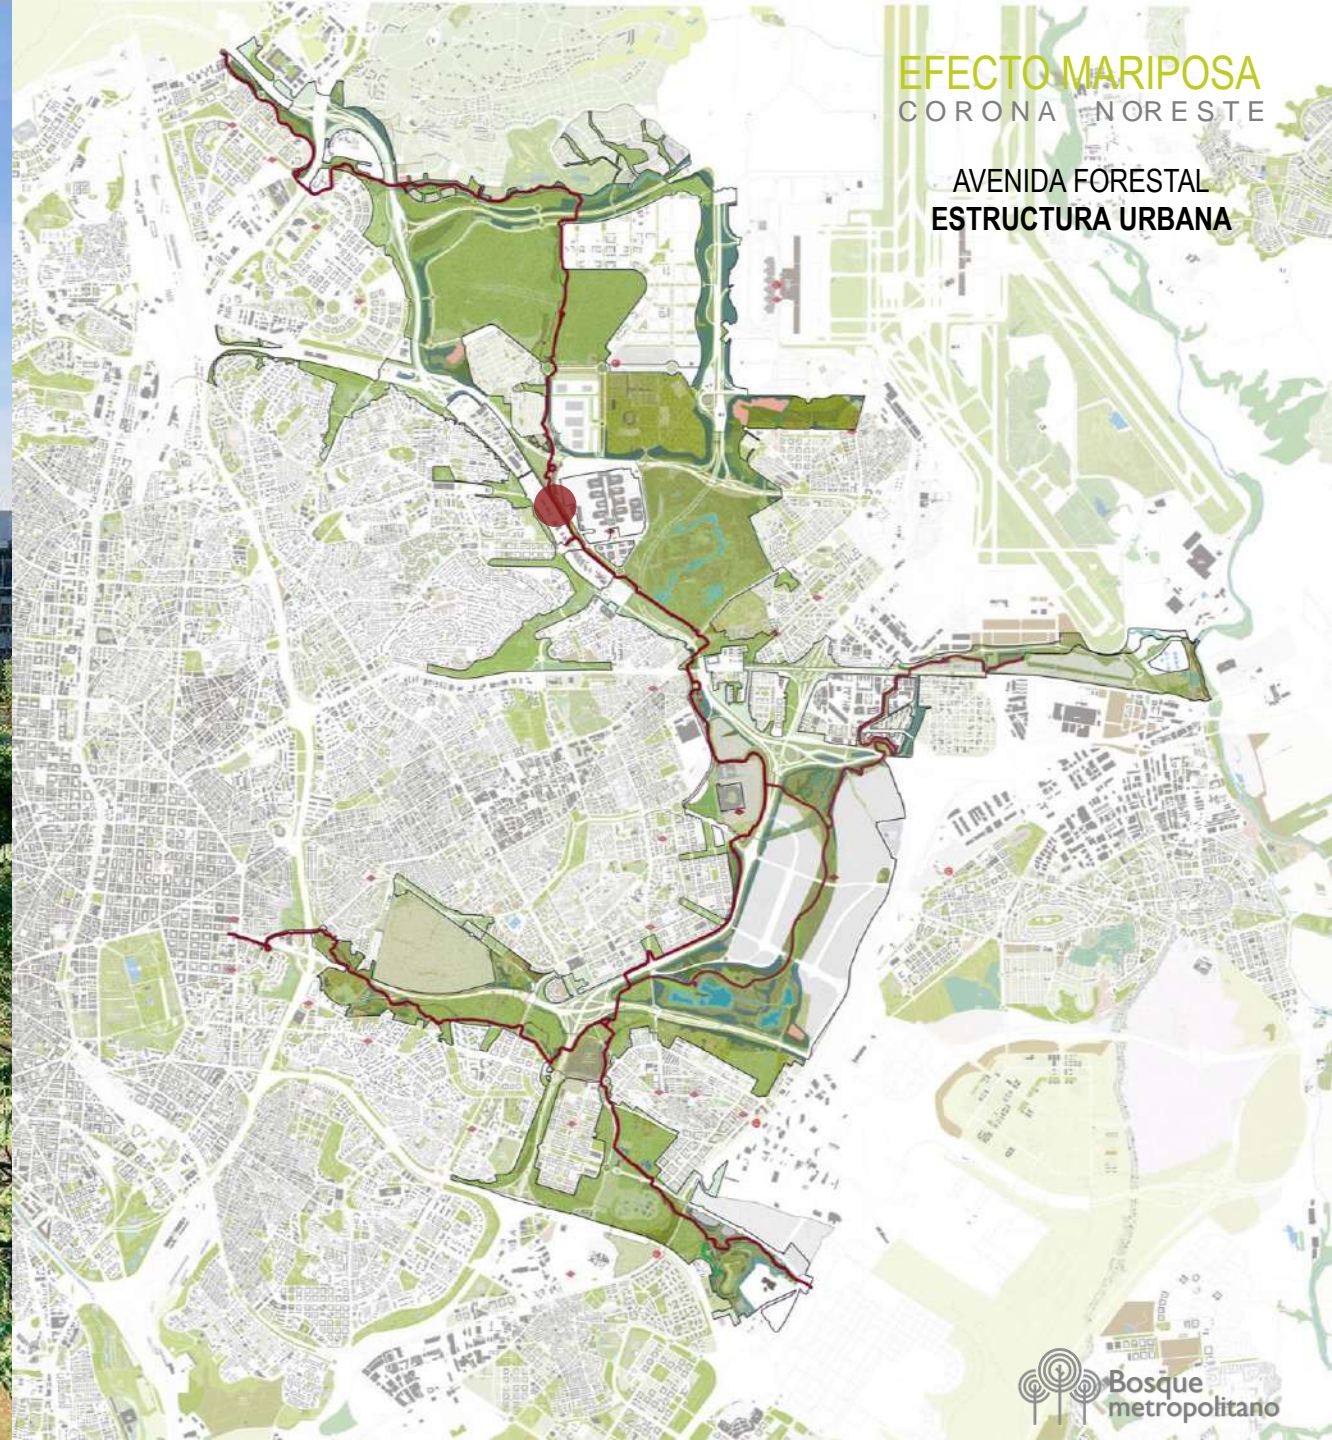 EFECTO MARIPOSA
CORONA NORESTE
AVENIDA FORESTAL
ESTRUCTURA URBANA
Bosque
metropolitano